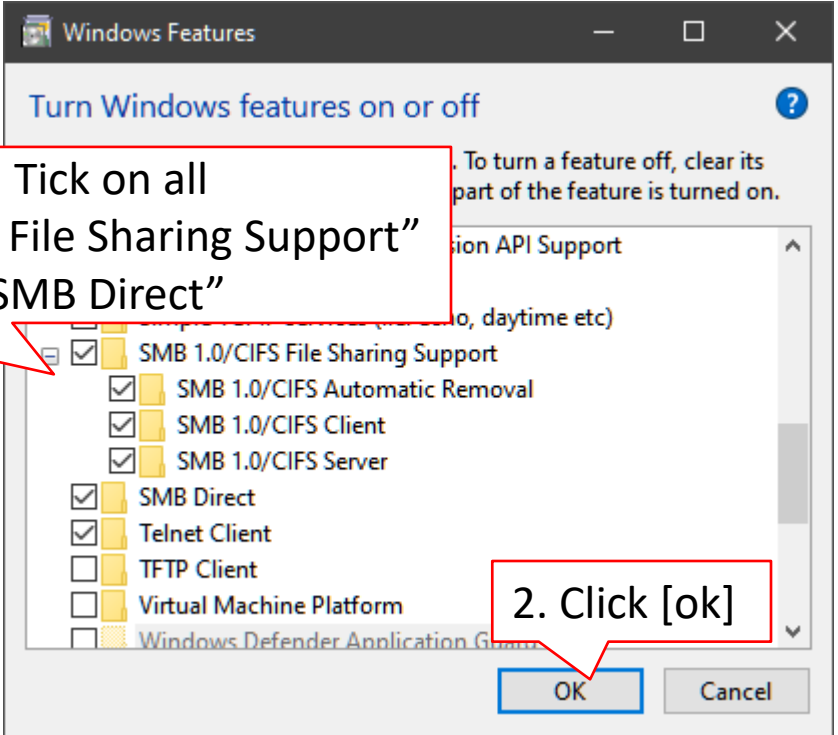 Windows Features
Turn Windows features on or off
. To turn a feature off, clear its
part of the feature is turned on.
Tick on all
File Sharing Support”
SMB Direct”
sion API Support
daytime etc)
SMB 1.0/CIFS File Sharing Support
SMB 1.0/CIFS Automatic Removal
SMB 1.0/CIFS Client
SMB 1.0/CIFS Server
SMB Direct
Telnet Client
TFTP Client
Virtual Machine Platform
Windows Defender Application Guard
2. Click [ok]
OK
Cancel